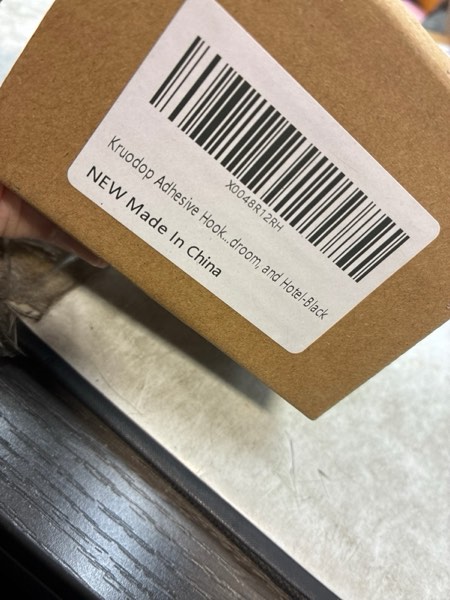 X0048R12RH
Kruodop Adhesive Hook...droom, and Hotel-Black
NEW Made In China